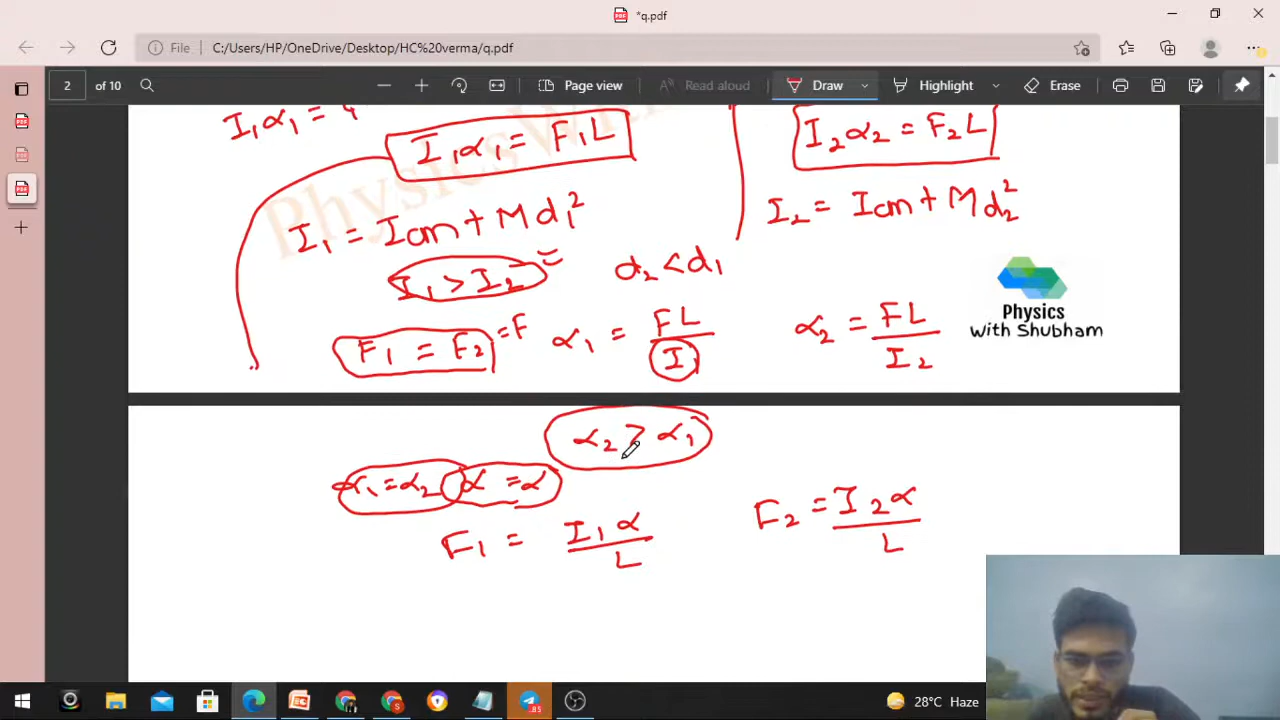 *q.pdf
File
C:/Users/HP/OneDrive/Desktop/HC%20verma/q.pdf
2 of 10
Page view
Read aloud
Draw
Highlight
Erase
I₁α₁ =
I₁α₁ = F₁L
I₂α₂ = F₂L
I₁ = Icm + Md₁²
I₂ = Icm + Md₂²
I₁ > I₂
d₂ < d₁
Physics
With Shubham
F₁ = F₂ = F
α₁ = FL/I₁
α₂ = FL/I₂
α₂ > α₁
α₁ = α₂
α = α
F₁ = I₁α/L
F₂ = I₂α/L
85
28°C Haze